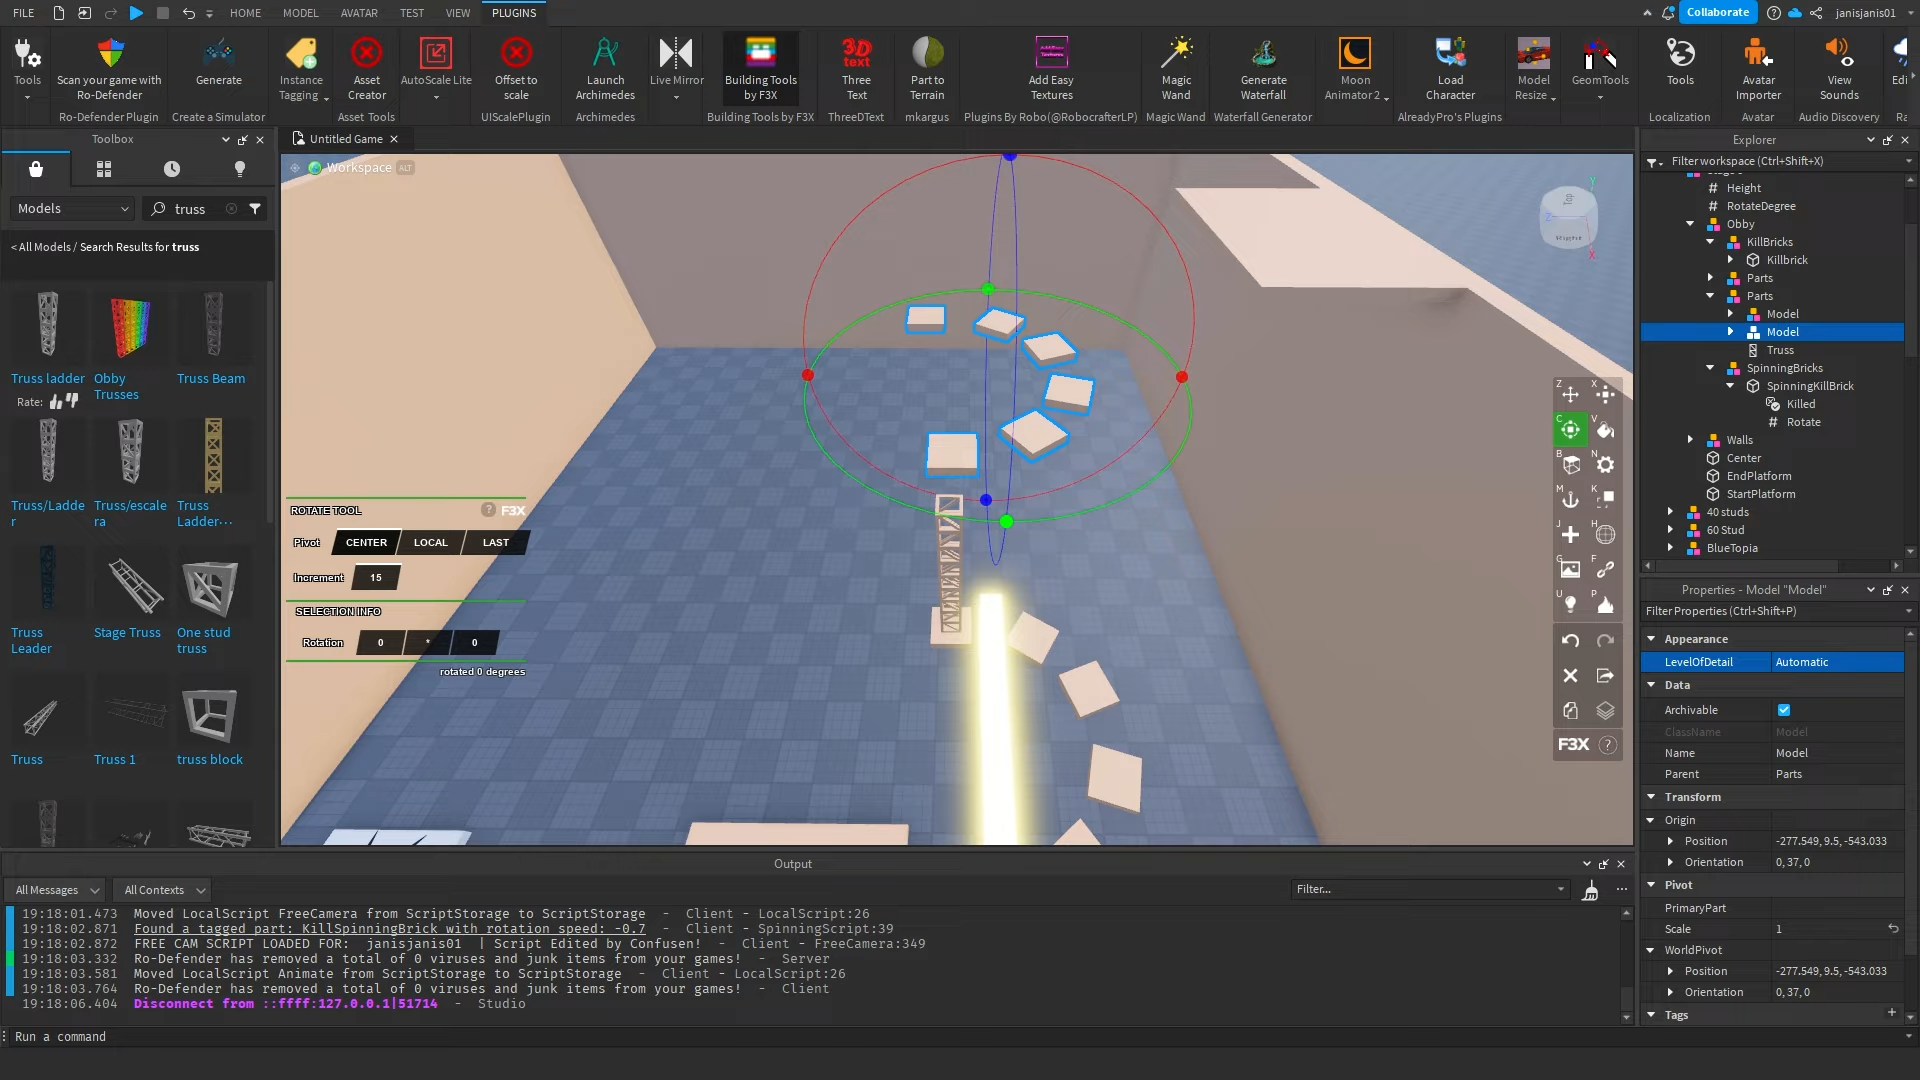 FILE HOME MODEL AVATAR TEST VIEW PLUGINS Collaborate janisjanis01
Tools
Scan your game with Ro-Defender
Generate
Instance Tagging
Asset Creator
AutoScale Lite
Offset to scale
Launch Archimedes
Live Mirror
Building Tools by F3X
Three Text
Part to Terrain
Add Easy Textures
Magic Wand
Generate Waterfall
Moon Animator 2
Load Character
Model Resize
GeomTools
Tools
Avatar Importer
View Sounds
Edi
Ro-Defender Plugin Create a Simulator Asset Tools UIScalePlugin Archimedes Building Tools by F3X ThreeDText mkargus Plugins By Robo(@RobocrafterLP) Magic Wand Waterfall Generator AlreadyPro's Plugins Localization Avatar Audio Discovery Ra
Toolbox
Models truss
< All Models / Search Results for truss
Truss ladder
Obby Trusses
Truss Beam
Rate:
Truss/Ladder
Truss/escalera
Truss Ladder...
Truss Leader
Stage Truss
One stud truss
Truss
Truss 1
truss block
Untitled Game
Workspace ALT
ROTATE TOOL ? F3X
Pivot CENTER LOCAL LAST
Increment 15
SELECTION INFO
Rotation 0 * 0
rotated 0 degrees
Y
Top
Z
Right
X
Z X
C V
B N
M K
J H
G F
U P
F3X ?
Explorer
Filter workspace (Ctrl+Shift+X)
Height
RotateDegree
Obby
KillBricks
Killbrick
Parts
Parts
Model
Model
Truss
SpinningBricks
SpinningKillBrick
Killed
Rotate
Walls
Center
EndPlatform
StartPlatform
40 studs
60 Stud
BlueTopia
Properties - Model "Model"
Filter Properties (Ctrl+Shift+P)
Appearance
LevelOfDetail Automatic
Data
Archivable
ClassName Model
Name Model
Parent Parts
Transform
Origin
Position -277.549, 9.5, -543.033
Orientation 0, 37, 0
Pivot
PrimaryPart
Scale 1
WorldPivot
Position -277.549, 9.5, -543.033
Orientation 0, 37, 0
Tags
Output
All Messages All Contexts Filter...
19:18:01.473 Moved LocalScript FreeCamera from ScriptStorage to ScriptStorage - Client - LocalScript:26
19:18:02.871 Found a tagged part: KillSpinningBrick with rotation speed: -0.7 - Client - SpinningScript:39
19:18:02.872 FREE CAM SCRIPT LOADED FOR: janisjanis01 | Script Edited by Confusen! - Client - FreeCamera:349
19:18:03.332 Ro-Defender has removed a total of 0 viruses and junk items from your games! - Server
19:18:03.581 Moved LocalScript Animate from ScriptStorage to ScriptStorage - Client - LocalScript:26
19:18:03.764 Ro-Defender has removed a total of 0 viruses and junk items from your games! - Client
19:18:06.404 Disconnect from ::ffff:127.0.0.1|51714 - Studio
Run a command